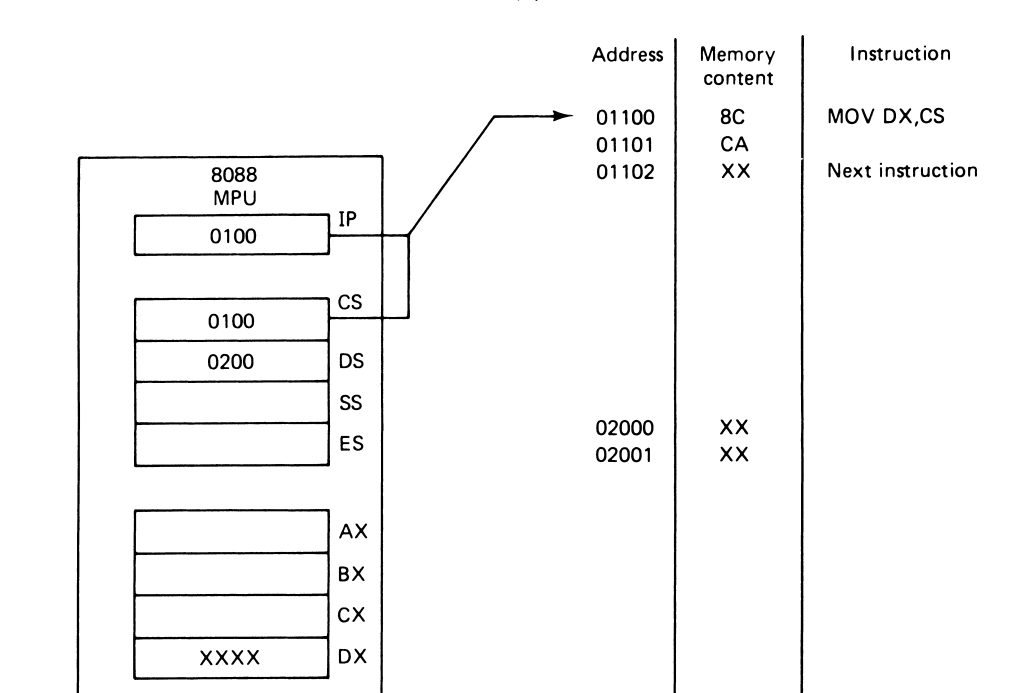 Address Memory content Instruction
01100 8C MOV DX,CS
01101 CA
01102 XX Next instruction
8088
MPU
IP
0100
CS
0100
0200 DS
SS
ES
02000 XX
02001 XX
AX
BX
CX
XXXX DX